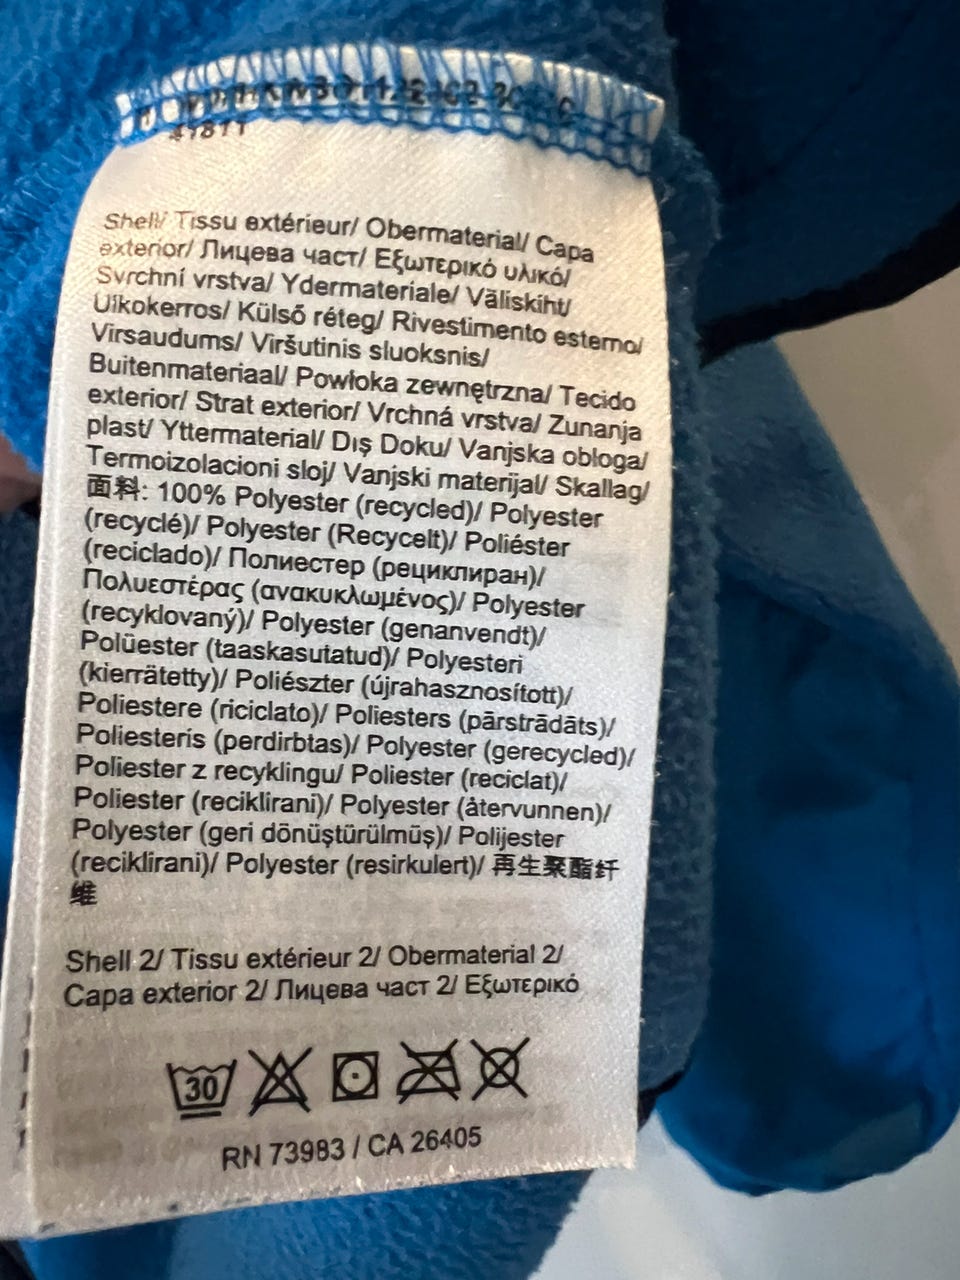 47811
Shell/ Tissu extérieur/ Obermaterial/ Capa
exterior/ Лицева част/ Εξωτερικό υλικό/
Svrchní vrstva/ Ydermateriale/ Väliskiht/
Ulkokerros/ Külső réteg/ Rivestimento esterno/
Virsaudums/ Viršutinis sluoksnis/
Buitenmateriaal/ Powłoka zewnętrzna/ Tecido
exterior/ Strat exterior/ Vrchná vrstva/ Zunanja
plast/ Yttermaterial/ Dış Doku/ Vanjska obloga/
Termoizolacioni sloj/ Vanjski materijal/ Skallag/
面料: 100% Polyester (recycled)/ Polyester
(recyclé)/ Polyester (Recycelt)/ Poliéster
(reciclado)/ Полиестер (рециклиран)/
Πολυεστέρας (ανακυκλωμένος)/ Polyester
(recyklovaný)/ Polyester (genanvendt)/
Polüester (taaskasutatud)/ Polyesteri
(kierrätetty)/ Poliészter (újrahasznosított)/
Poliestere (riciclato)/ Poliesters (pārstrādāts)/
Poliesteris (perdirbtas)/ Polyester (gerecycled)/
Poliester z recyklingu/ Poliester (reciclat)/
Poliester (reciklirani)/ Polyester (återvunnen)/
Polyester (geri dönüştürülmüş)/ Polijester
(reciklirani)/ Polyester (resirkulert)/ 再生聚酯纤
维
Shell 2/ Tissu extérieur 2/ Obermaterial 2/
Capa exterior 2/ Лицева част 2/ Εξωτερικό
30
RN 73983 / CA 26405